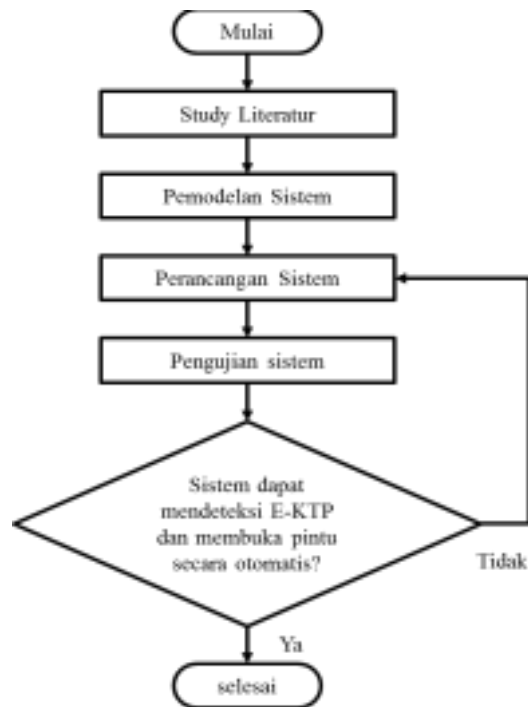 Mulai
Study Literatur
Pemodelan Sistem
Perancangan Sistem
Pengujian sistem
Sistem dapat
mendeteksi E-KTP
dan membuka pintu
secara otomatis?
Tidak
Ya
selesai